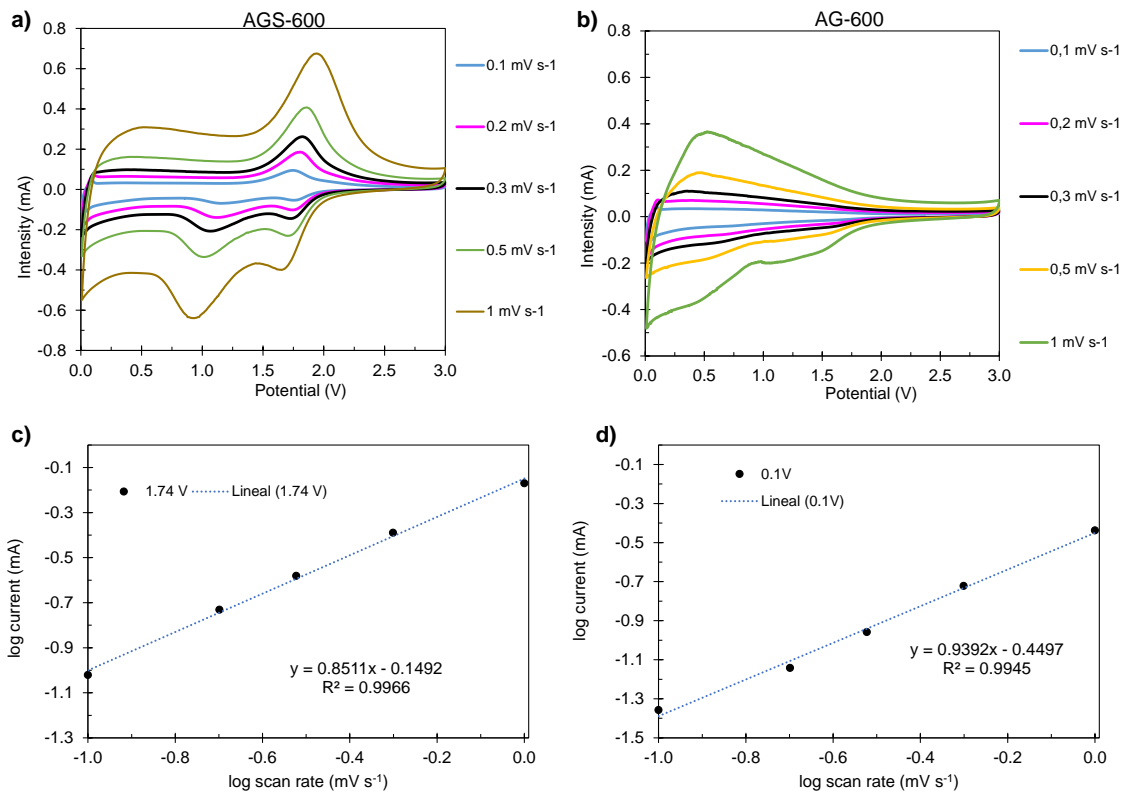 a)
AGS-600
Intensity (mA)
0.8
0.6
0.4
0.2
0.0
-0.2
-0.4
-0.6
-0.8
0.0
0.5
1.0
1.5
2.0
2.5
3.0
Potential (V)
0.1 mV s-1
0.2 mV s-1
0.3 mV s-1
0.5 mV s-1
1 mV s-1
b)
AG-600
Intensity (mA)
0.8
0.6
0.4
0.2
0.0
-0.2
-0.4
-0.6
0.0
0.5
1.0
1.5
2.0
2.5
3.0
Potential (V)
0,1 mV s-1
0,2 mV s-1
0,3 mV s-1
0,5 mV s-1
1 mV s-1
c)
log current (mA)
-0.1
-0.3
-0.5
-0.7
-0.9
-1.1
-1.3
1.74 V
Lineal (1.74 V)
y = 0.8511x - 0.1492
R² = 0.9966
-1.0
-0.8
-0.6
-0.4
-0.2
0.0
log scan rate (mV s⁻¹)
d)
log current (mA)
-0.1
-0.3
-0.5
-0.7
-0.9
-1.1
-1.3
-1.5
0.1V
Lineal (0.1V)
y = 0.9392x - 0.4497
R² = 0.9945
-1.0
-0.8
-0.6
-0.4
-0.2
0.0
log scan rate (mV s⁻¹)